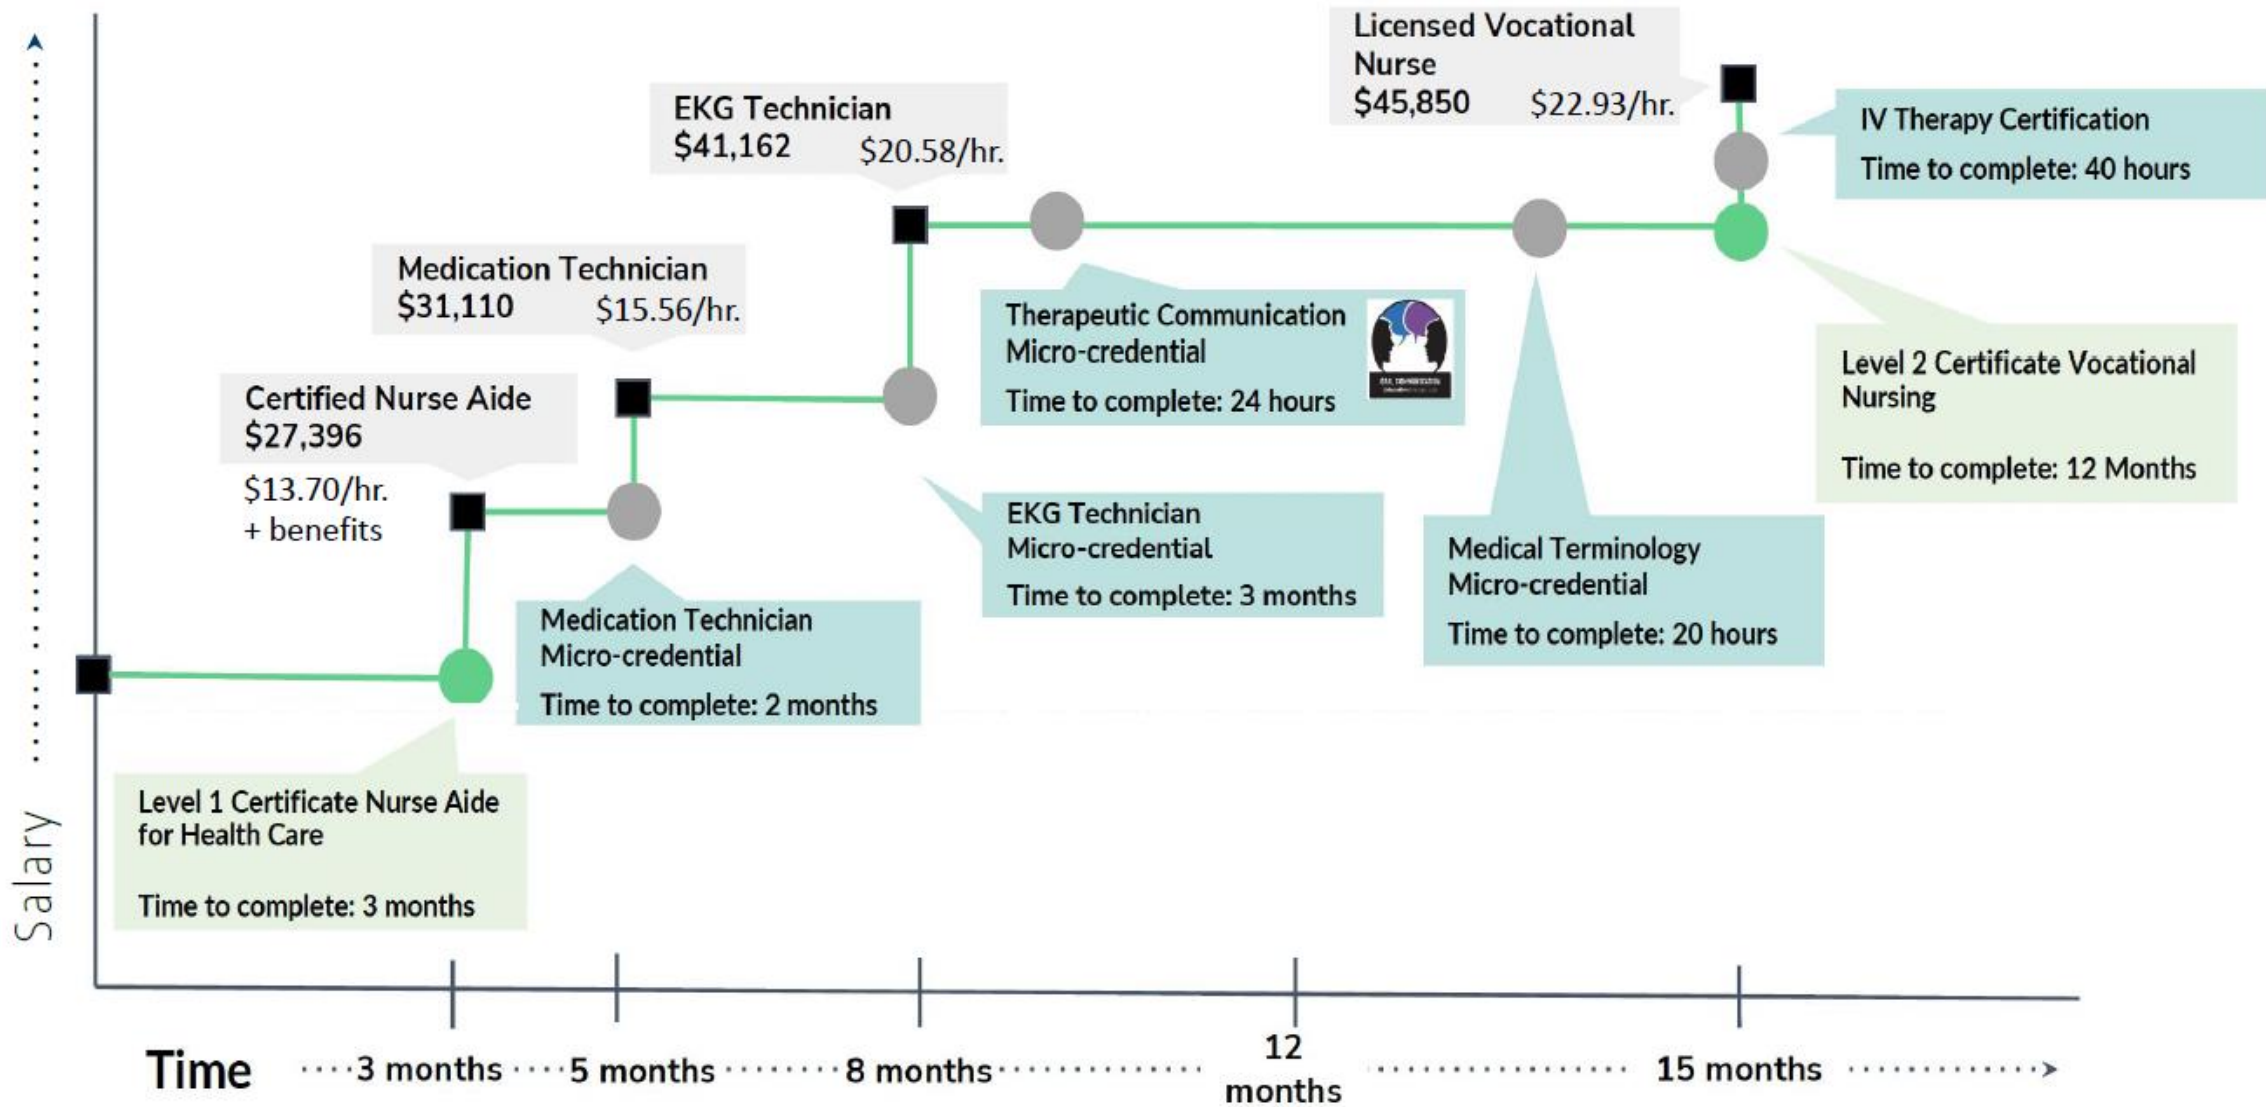 Licensed Vocational
Nurse
$45,850 $22.93/hr.
IV Therapy Certification
Time to complete: 40 hours
EKG Technician
$41,162 $20.58/hr.
Medication Technician
$31,110 $15.56/hr.
Therapeutic Communication
Micro-credential
Time to complete: 24 hours
Level 2 Certificate Vocational
Nursing
Time to complete: 12 Months
Certified Nurse Aide
$27,396
$13.70/hr.
+ benefits
EKG Technician
Micro-credential
Time to complete: 3 months
Medical Terminology
Micro-credential
Time to complete: 20 hours
Medication Technician
Micro-credential
Time to complete: 2 months
Level 1 Certificate Nurse Aide
for Health Care
Time to complete: 3 months
Salary
Time 3 months 5 months 8 months 12 months 15 months